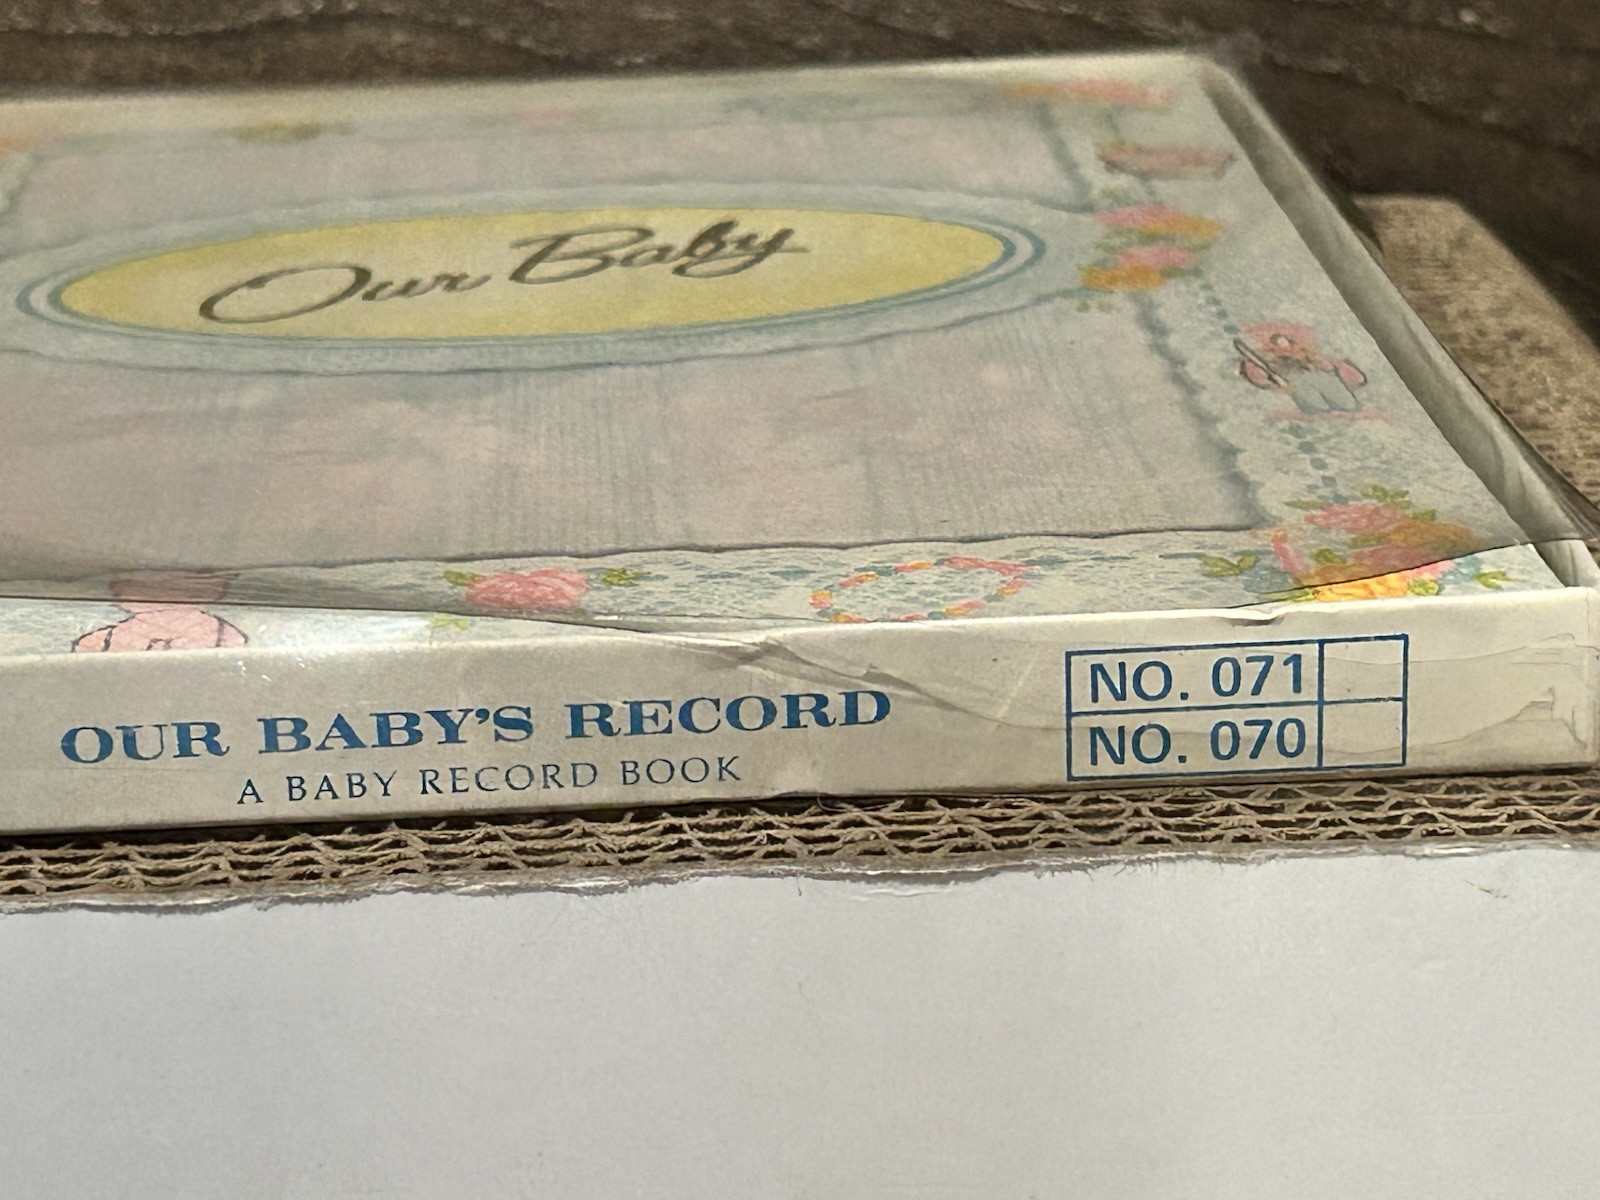 Our Baby
OUR BABY'S RECORD
A BABY RECORD BOOK
NO. 071
NO. 070